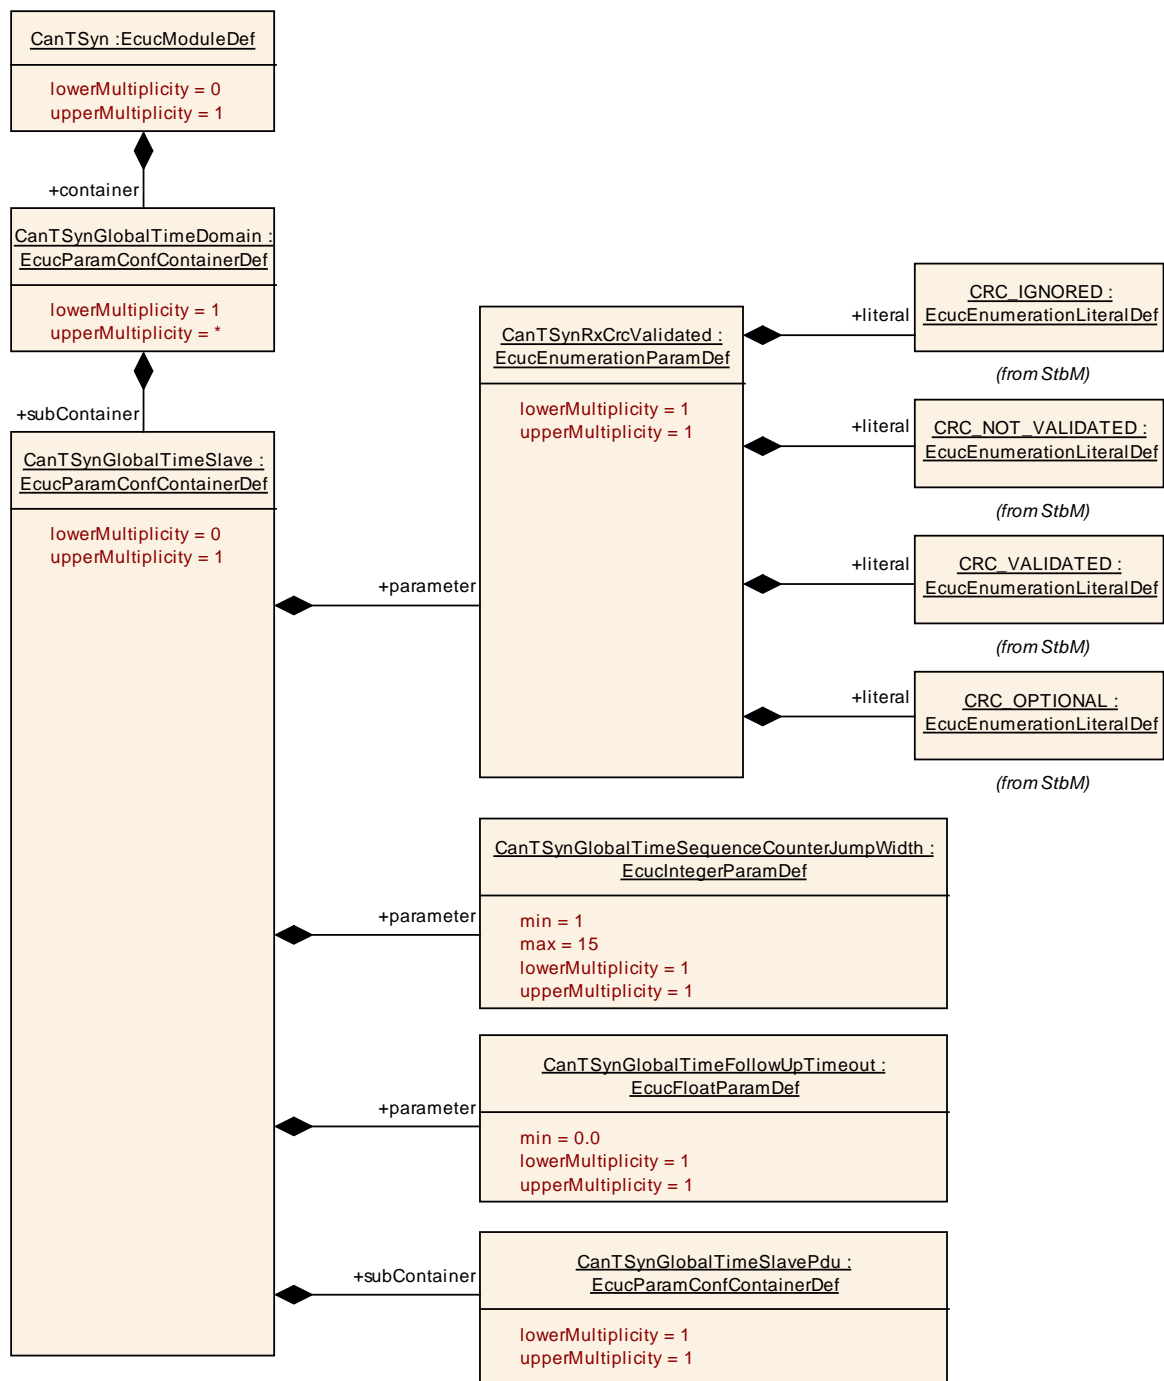 CanTSyn :EcucModuleDef
lowerMultiplicity = 0
upperMultiplicity = 1
+container
CanTSynGlobalTimeDomain :
EcucParamConfContainerDef
lowerMultiplicity = 1
upperMultiplicity = *
+subContainer
CanTSynGlobalTimeSlave :
EcucParamConfContainerDef
lowerMultiplicity = 0
upperMultiplicity = 1
+parameter
CanTSynRxCrcValidated :
EcucEnumerationParamDef
lowerMultiplicity = 1
upperMultiplicity = 1
+literal
CRC_IGNORED :
EcucEnumerationLiteralDef
(from StbM)
+literal
CRC_NOT_VALIDATED :
EcucEnumerationLiteralDef
(from StbM)
+literal
CRC_VALIDATED :
EcucEnumerationLiteralDef
(from StbM)
+literal
CRC_OPTIONAL :
EcucEnumerationLiteralDef
(from StbM)
+parameter
CanTSynGlobalTimeSequenceCounterJumpWidth :
EcucIntegerParamDef
min = 1
max = 15
lowerMultiplicity = 1
upperMultiplicity = 1
+parameter
CanTSynGlobalTimeFollowUpTimeout :
EcucFloatParamDef
min = 0.0
lowerMultiplicity = 1
upperMultiplicity = 1
+subContainer
CanTSynGlobalTimeSlavePdu :
EcucParamConfContainerDef
lowerMultiplicity = 1
upperMultiplicity = 1